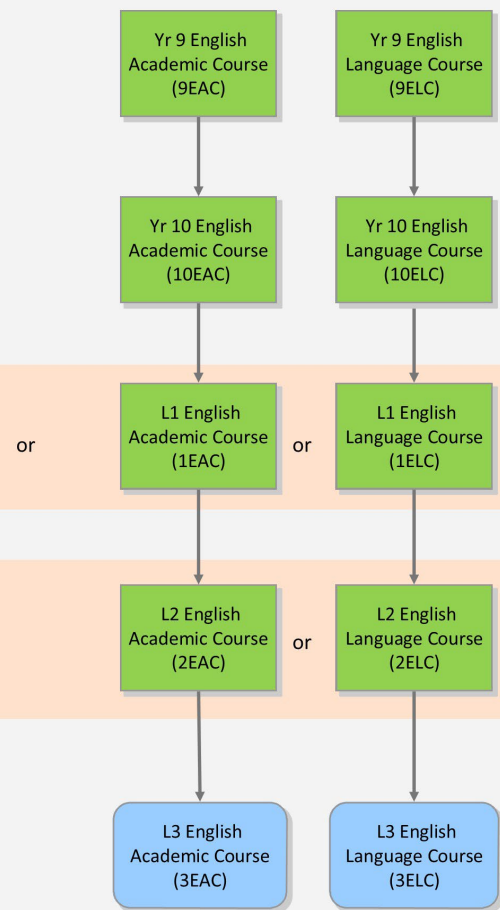 Yr 9 English
Academic Course
(9EAC)
Yr 9 English
Language Course
(9ELC)
Yr 10 English
Academic Course
(10EAC)
Yr 10 English
Language Course
(10ELC)
or
L1 English
Academic Course
(1EAC)
or
L1 English
Language Course
(1ELC)
L2 English
Academic Course
(2EAC)
or
L2 English
Language Course
(2ELC)
L3 English
Academic Course
(3EAC)
L3 English
Language Course
(3ELC)